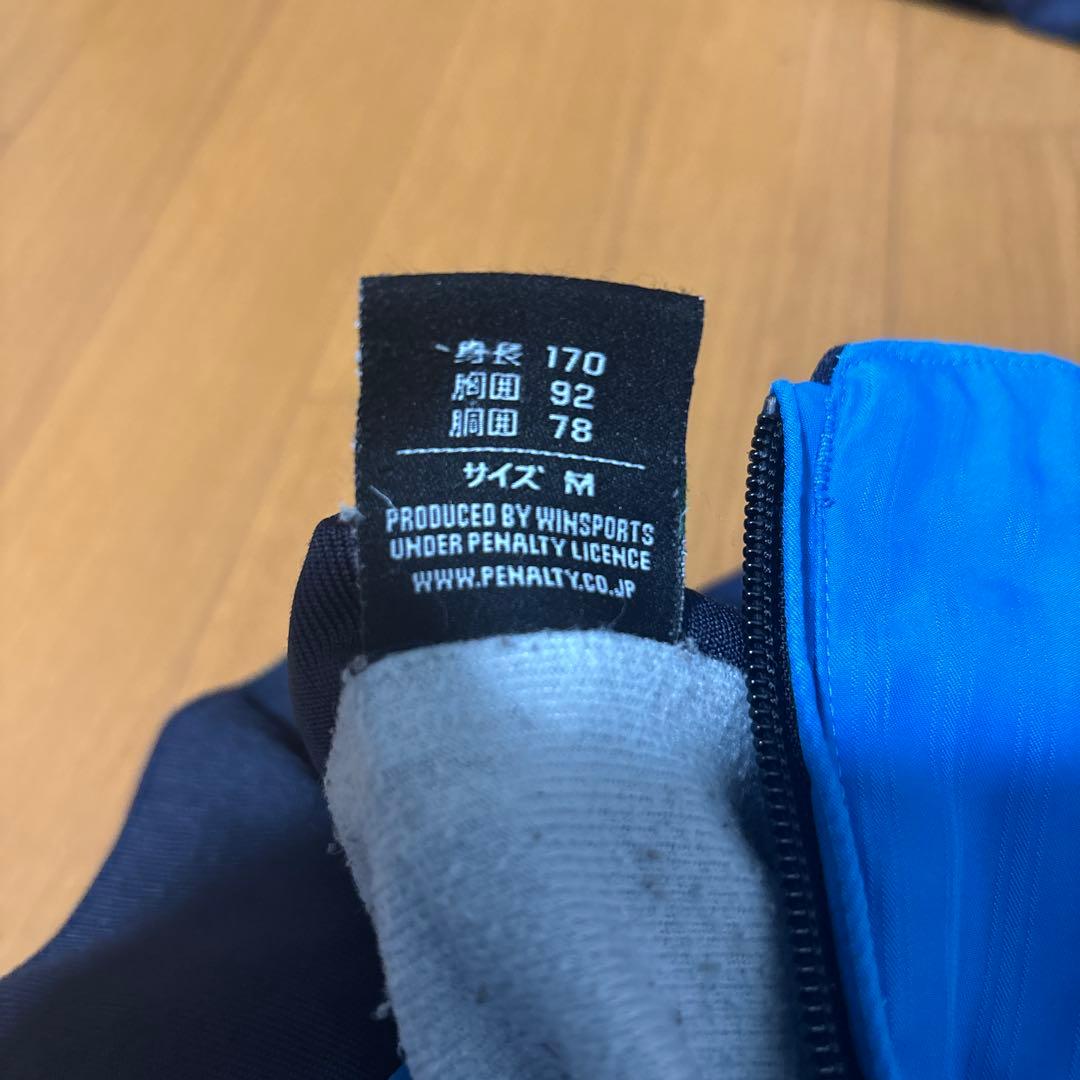 身長 170
胸囲 92
胴囲 78
サイズ M
PRODUCED BY WINSPORTS
UNDER PENALTY LICENCE
WWW.PENALTY.CO.JP